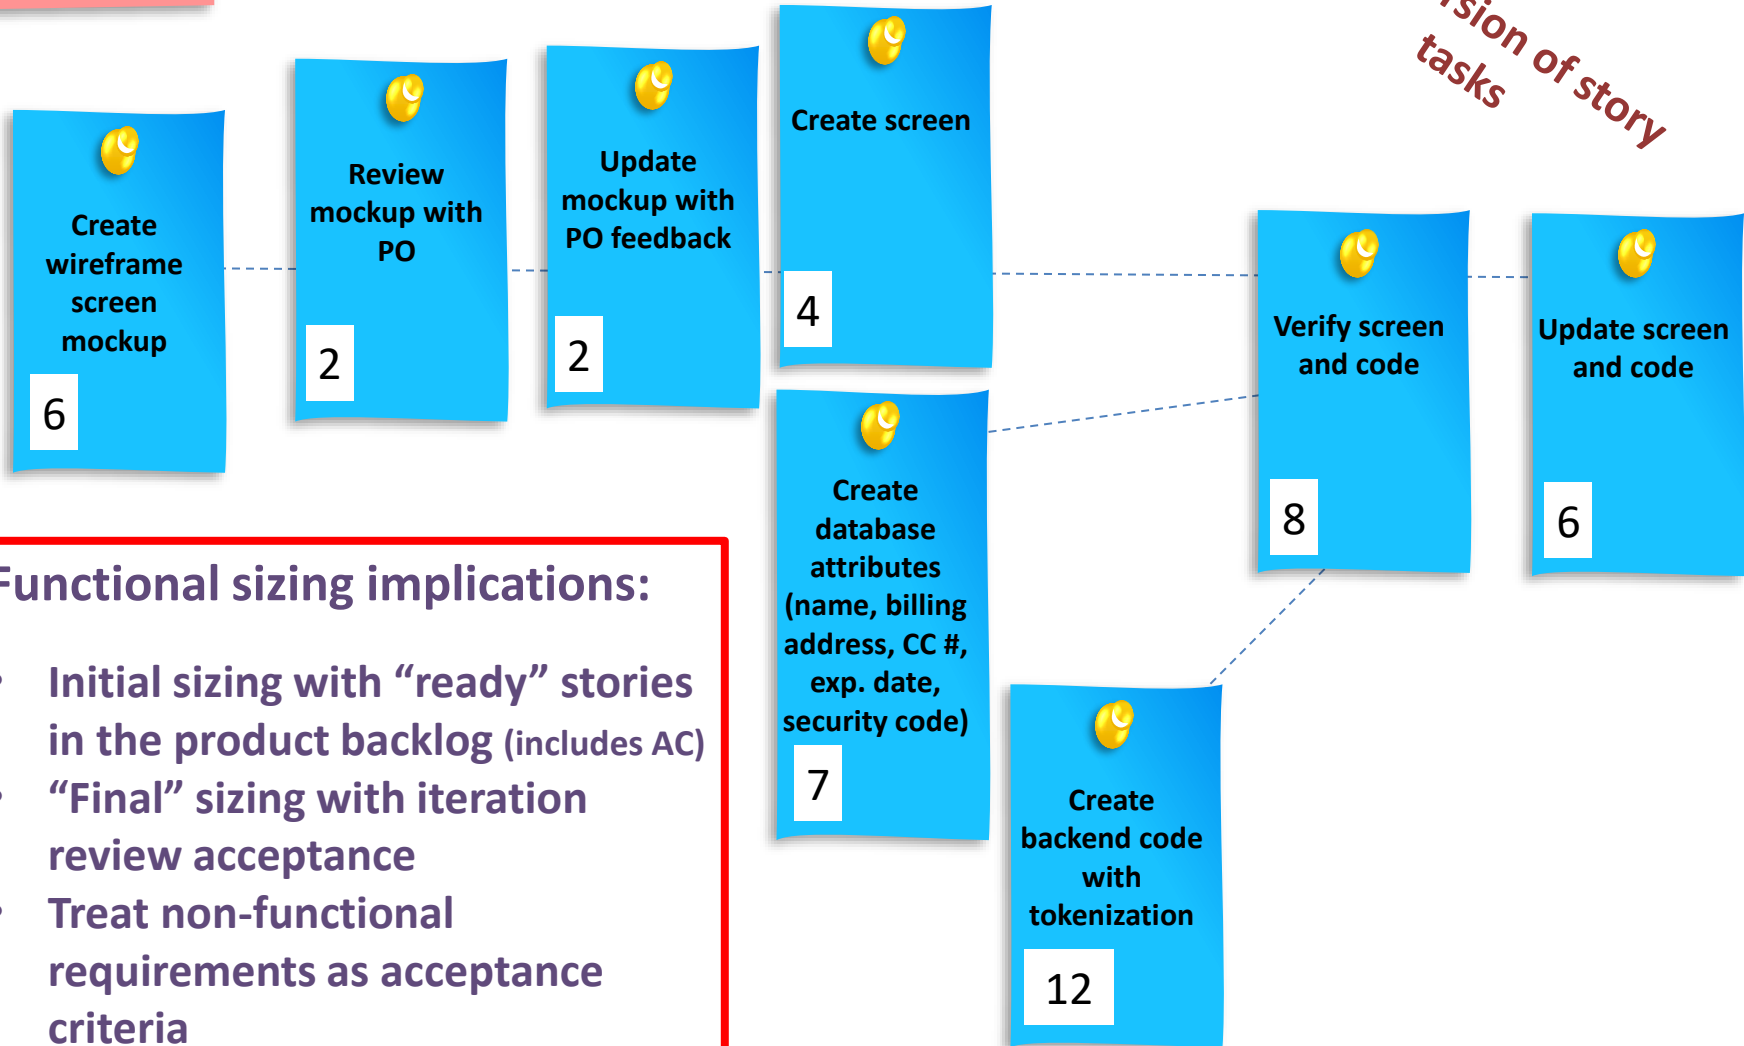 of story
tasks
Create
wireframe
screen
mockup
6
Review
mockup with
PO
2
Update
mockup with
PO feedback
2
Create screen
4
Create
database
attributes
(name, billing
address, CC #,
exp. date,
security code)
7
Create
backend code
with
tokenization
12
Verify screen
and code
8
Update screen
and code
6
Functional sizing implications:
• Initial sizing with “ready” stories
in the product backlog (includes AC)
• “Final” sizing with iteration
review acceptance
• Treat non-functional
requirements as acceptance
criteria